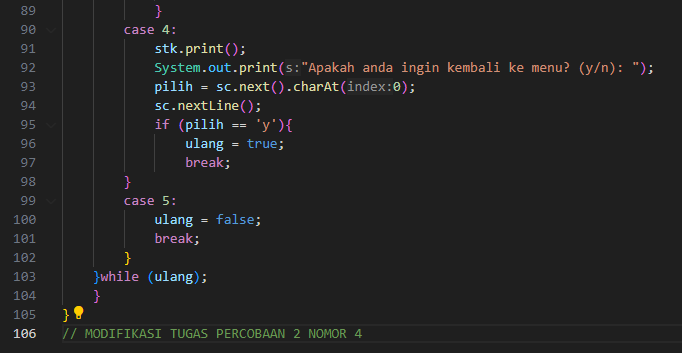 89 }
90 case 4:
91 stk.print();
92 System.out.print(s:"Apakah anda ingin kembali ke menu? (y/n): ");
93 pilih = sc.next().charAt(index:0);
94 sc.nextLine();
95 if (pilih == 'y'){
96 ulang = true;
97 break;
98 }
99 case 5:
100 ulang = false;
101 break;
102 }
103 }while (ulang);
104 }
105 }
106 // MODIFIKASI TUGAS PERCOBAAN 2 NOMOR 4